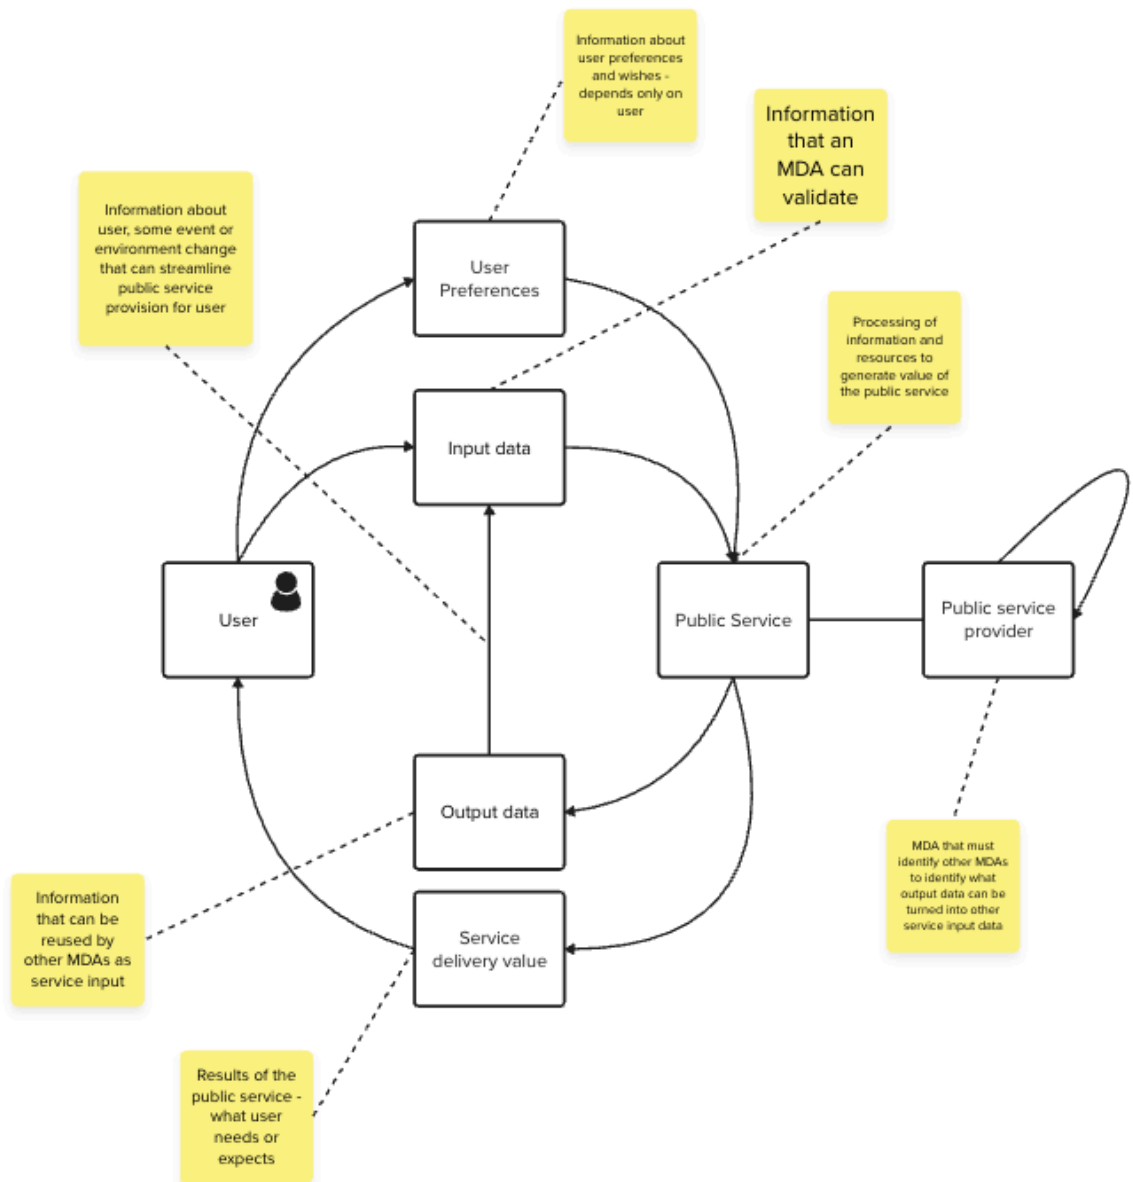 Information about
user preferences
and wishes -
depends only on
user
Information
that an
MDA can
validate
Information about
user, some event or
environment change
that can streamline
public service
provision for user
User
Preferences
Processing of
information and
resources to
generate value of
the public service
Input data
User
Public Service
Public service
provider
Output data
MDA that must
identify other MDAs
to identify what
output data can be
turned into other
service input data
Information
that can be
reused by
other MDAs as
service input
Service
delivery value
Results of the
public service -
what user
needs or
expects